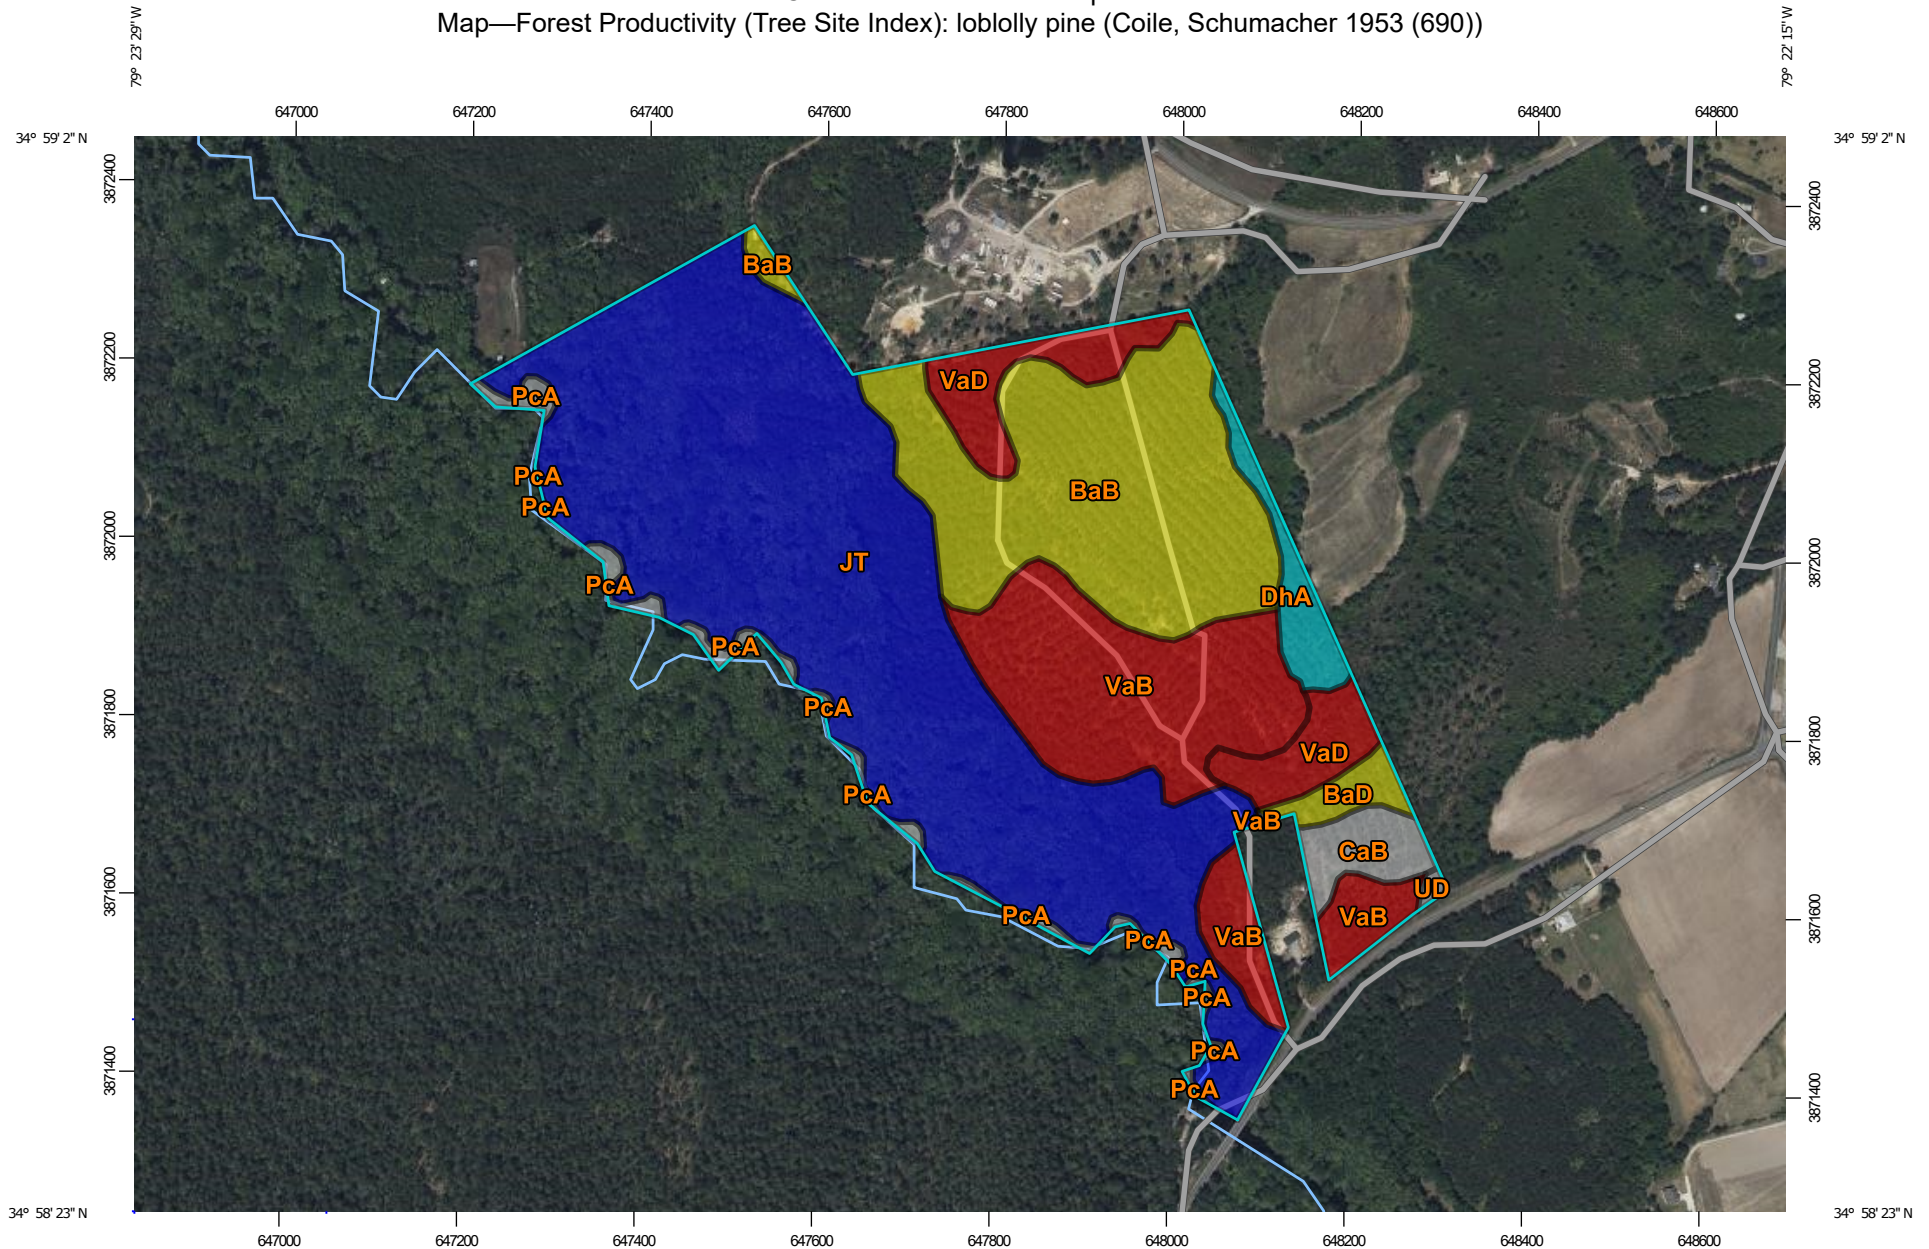 Map—Forest Productivity (Tree Site Index): loblolly pine (Coile, Schumacher 1953 (690))
79° 23' 29'' W
79° 22' 15'' W
647000 647200 647400 647600 647800 648000 648200 648400 648600
34° 59' 2'' N
34° 59' 2'' N
3872400
3872400
BaB
3872200
3872200
VaD
PcA
PcA
BaB
PcA
3872000
3872000
JT
PcA
DhA
PcA
VaB
PcA
3871800
3871800
VaD
PcA
BaD
VaB
CaB
3871600
UD
3871600
PcA
VaB
PcA
VaB
PcA
PcA
PcA
3871400
PcA
3871400
34° 58' 23'' N
34° 58' 23'' N
647000 647200 647400 647600 647800 648000 648200 648400 648600